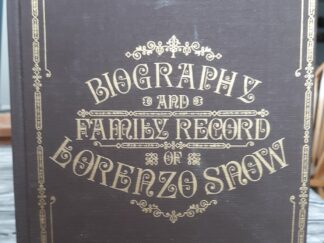 BIOGRAPHY
AND
FAMILY RECORD
OF
LORENZO SNOW